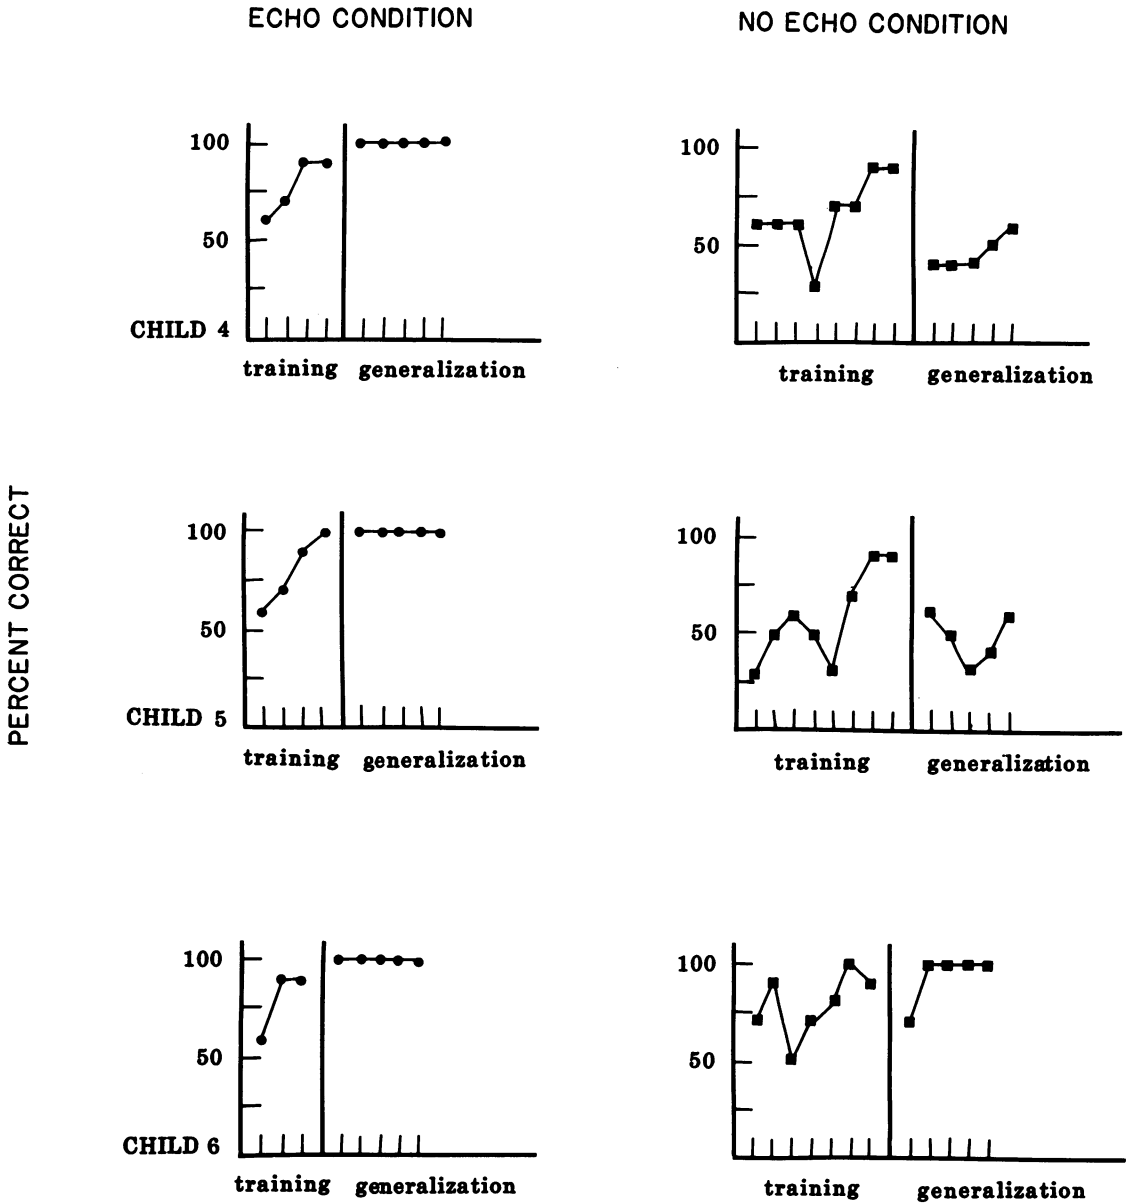 ECHO CONDITION
NO ECHO CONDITION
100
50
CHILD 4
training generalization
100
50
training generalization
PERCENT CORRECT
100
50
CHILD 5
training generalization
100
50
training generalization
100
50
CHILD 6
training generalization
100
50
training generalization